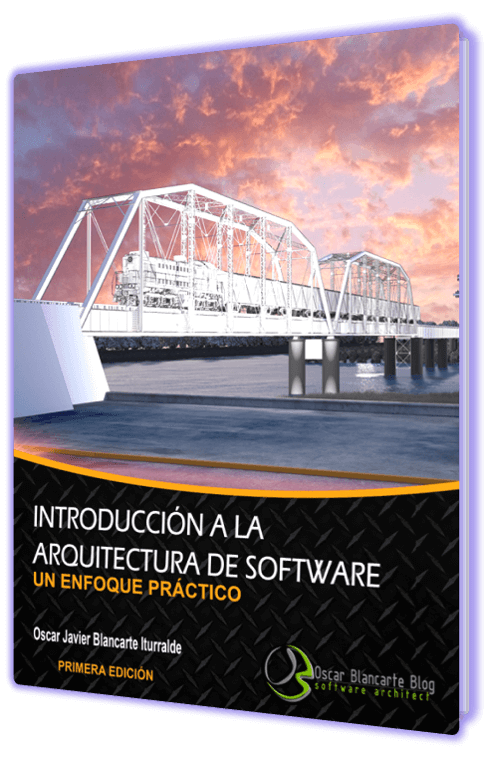 INTRODUCCIÓN A LA
ARQUITECTURA DE SOFTWARE
UN ENFOQUE PRÁCTICO
Oscar Javier Blancarte Iturralde
PRIMERA EDICIÓN
Oscar Blancarte Blog
software architect